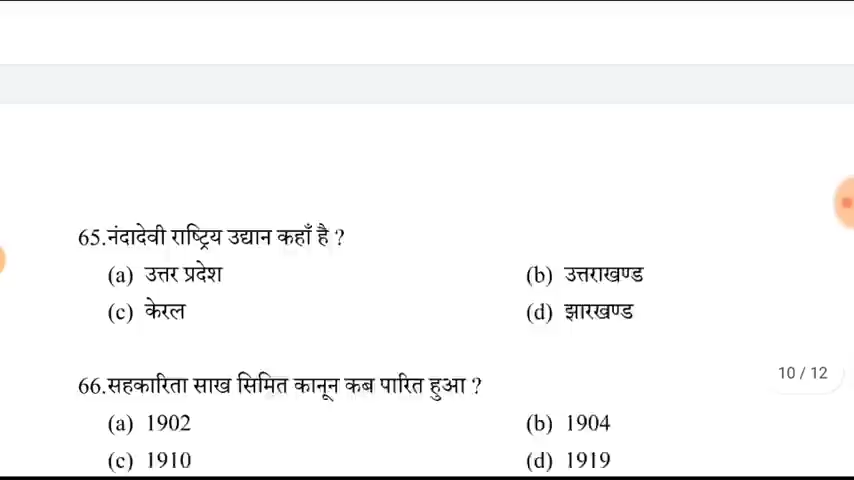 65.नंदादेवी राष्ट्रिय उद्यान कहाँ है ?
(a) उत्तर प्रदेश (b) उत्तराखण्ड
(c) केरल (d) झारखण्ड
66.सहकारिता साख सिमित कानून कब पारित हुआ ?
10 / 12
(a) 1902 (b) 1904
(c) 1910 (d) 1919